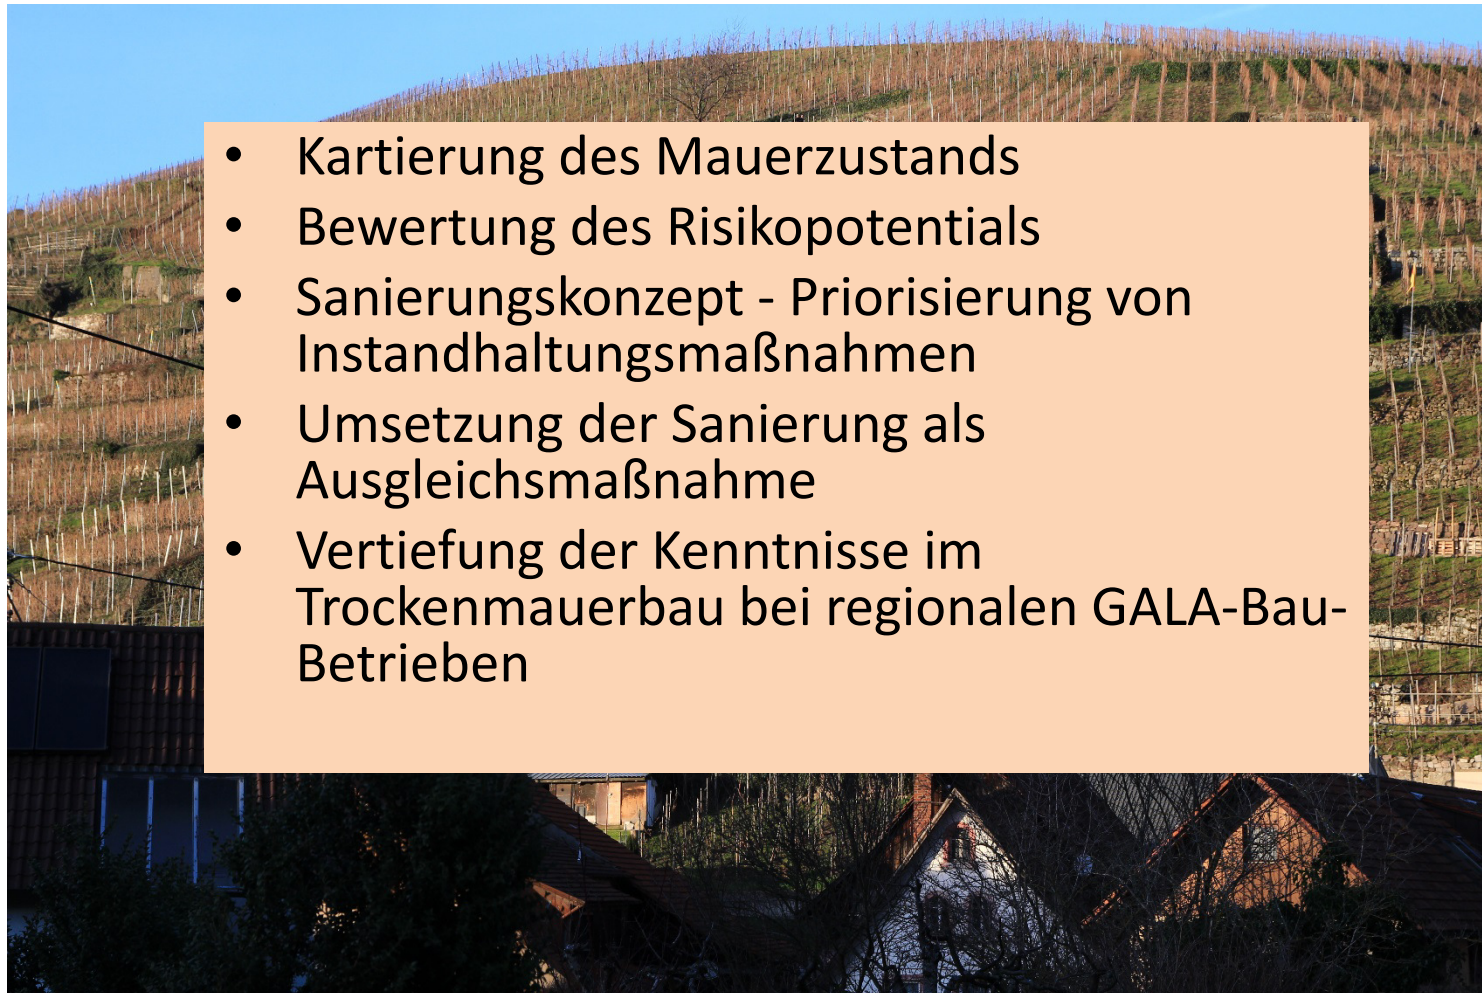 • Kartierung des Mauerzustands
• Bewertung des Risikopotentials
• Sanierungskonzept - Priorisierung von
Instandhaltungsmaßnahmen
• Umsetzung der Sanierung als
Ausgleichsmaßnahme
• Vertiefung der Kenntnisse im
Trockenmauerbau bei regionalen GALA-Bau-
Betrieben